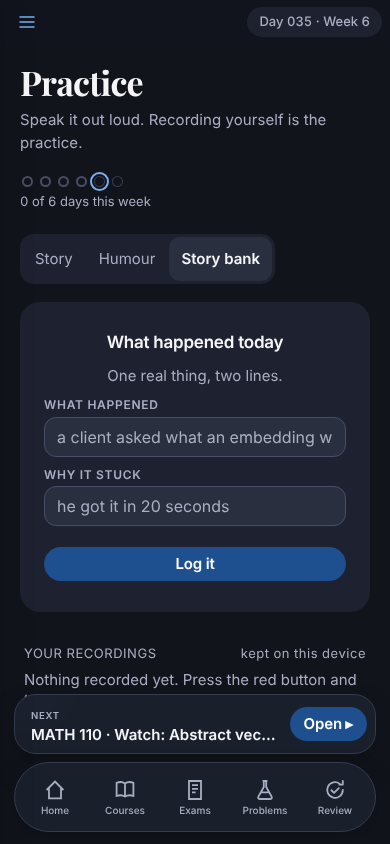 Day 035 · Week 6
Practice
Speak it out loud. Recording yourself is the
practice.
0 of 6 days this week
Story Humour Story bank
What happened today
One real thing, two lines.
WHAT HAPPENED
a client asked what an embedding w
WHY IT STUCK
he got it in 20 seconds
Log it
YOUR RECORDINGS kept on this device
Nothing recorded yet. Press the red button and
NEXT
MATH 110 · Watch: Abstract vec...
Open ▸
Home Courses Exams Problems Review